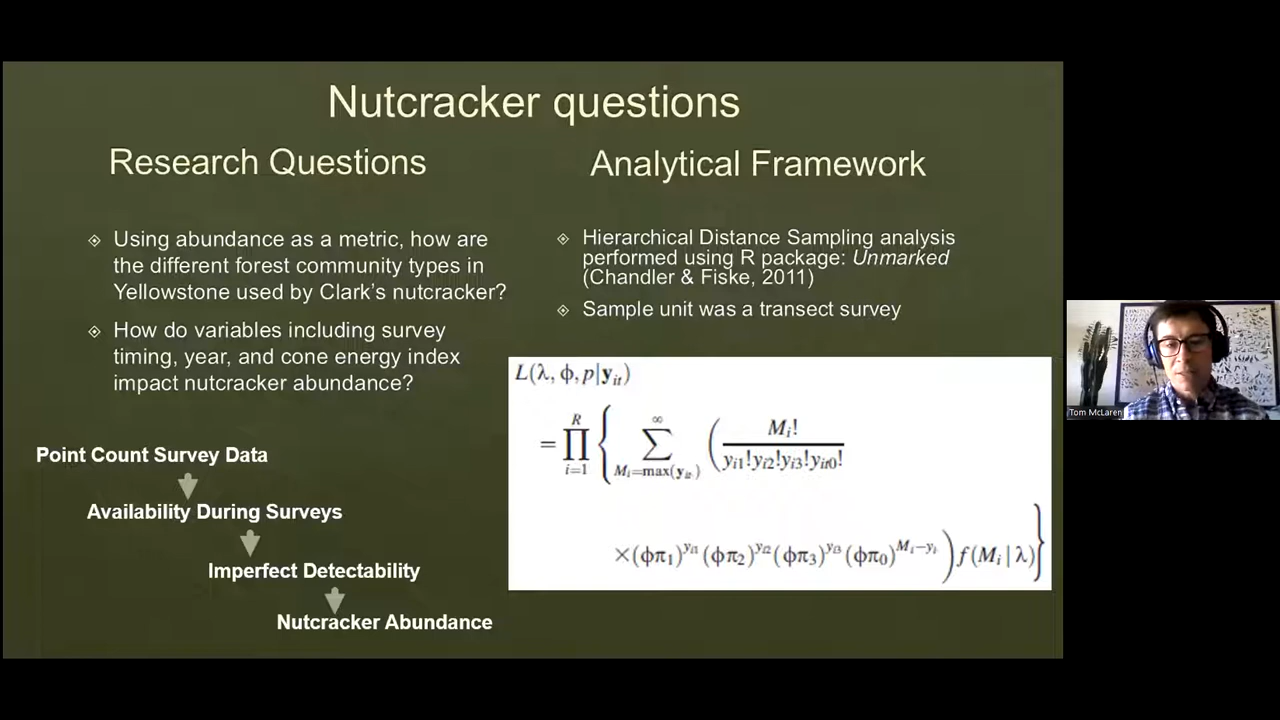 Nutcracker questions
Research Questions
Using abundance as a metric, how are
the different forest community types in
Yellowstone used by Clark's nutcracker?
How do variables including survey
timing, year, and cone energy index
impact nutcracker abundance?
Point Count Survey Data
Availability During Surveys
Imperfect Detectability
Nutcracker Abundance
Analytical Framework
Hierarchical Distance Sampling analysis
performed using R package: Unmarked
(Chandler & Fiske, 2011)
Sample unit was a transect survey
L(λ, ϕ, p|y_it)
= ∏_{i=1}^{R} { ∑_{M_i=max(y_it.)}^{∞} ( M_i! / y_i1!y_i2!y_i3!y_it0!
×(ϕπ₁)^{y_i1} (ϕπ₂)^{y_i2} (ϕπ₃)^{y_i3} (ϕπ₀)^{M_i−y_i} ) f(M_i | λ) }
Tom McLaren